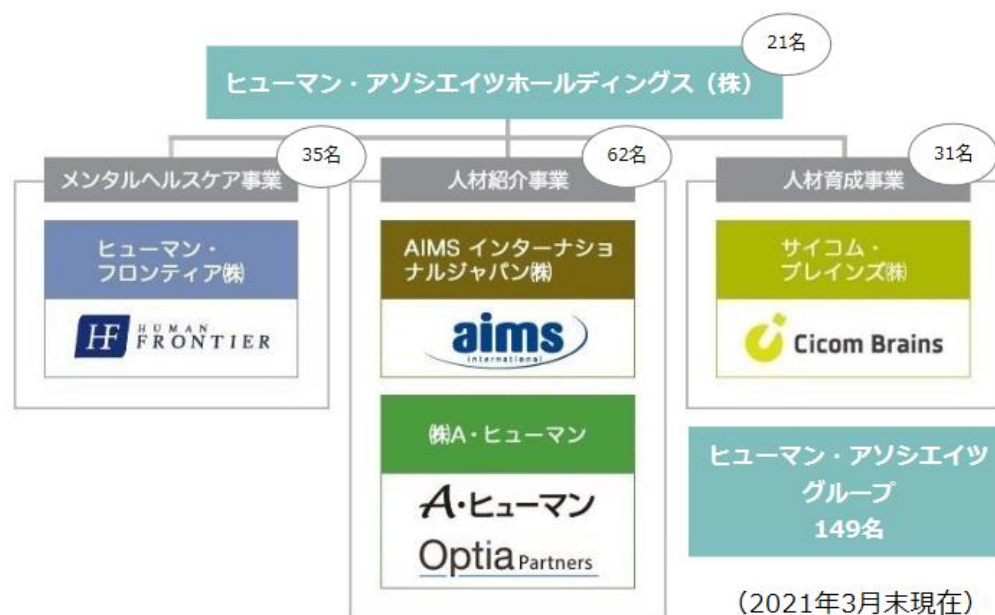 21名
ヒューマン・アソシエイツホールディングス（株）
35名
62名
31名
メンタルヘルスケア事業
人材紹介事業
人材育成事業
ヒューマン・
フロンティア㈱
HF HUMAN
FRONTIER
AIMS インターナショ
ナルジャパン㈱
aims
international
サイコム・
ブレインズ㈱
Cicom Brains
㈱A・ヒューマン
A・ヒューマン
Optia Partners
ヒューマン・アソシエイツ
グループ
149名
（2021年3月末現在）